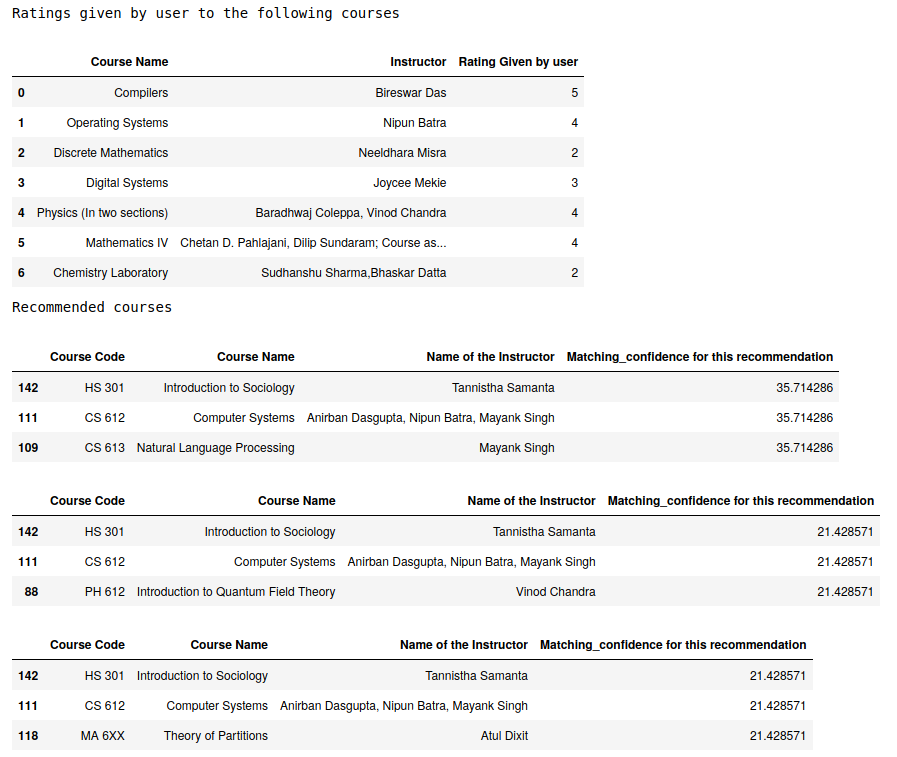 Ratings given by user to the following courses
Course Name Instructor Rating Given by user
0 Compilers Bireswar Das 5
1 Operating Systems Nipun Batra 4
2 Discrete Mathematics Neeldhara Misra 2
3 Digital Systems Joycee Mekie 3
4 Physics (In two sections) Baradhwaj Coleppa, Vinod Chandra 4
5 Mathematics IV Chetan D. Pahlajani, Dilip Sundaram; Course as... 4
6 Chemistry Laboratory Sudhanshu Sharma,Bhaskar Datta 2
Recommended courses
Course Code Course Name Name of the Instructor Matching_confidence for this recommendation
142 HS 301 Introduction to Sociology Tannistha Samanta 35.714286
111 CS 612 Computer Systems Anirban Dasgupta, Nipun Batra, Mayank Singh 35.714286
109 CS 613 Natural Language Processing Mayank Singh 35.714286
Course Code Course Name Name of the Instructor Matching_confidence for this recommendation
142 HS 301 Introduction to Sociology Tannistha Samanta 21.428571
111 CS 612 Computer Systems Anirban Dasgupta, Nipun Batra, Mayank Singh 21.428571
88 PH 612 Introduction to Quantum Field Theory Vinod Chandra 21.428571
Course Code Course Name Name of the Instructor Matching_confidence for this recommendation
142 HS 301 Introduction to Sociology Tannistha Samanta 21.428571
111 CS 612 Computer Systems Anirban Dasgupta, Nipun Batra, Mayank Singh 21.428571
118 MA 6XX Theory of Partitions Atul Dixit 21.428571